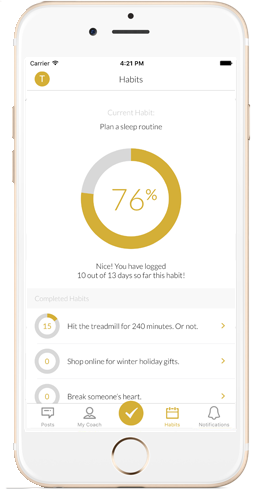 Carrier 4:21 PM
T Habits
Current Habit:
Plan a sleep routine
76%
Nice! You have logged
10 out of 13 days so far this habit!
Completed Habits
15 Hit the treadmill for 240 minutes. Or not.
0 Shop online for winter holiday gifts.
0 Break someone's heart.
Posts My Coach Habits Notifications